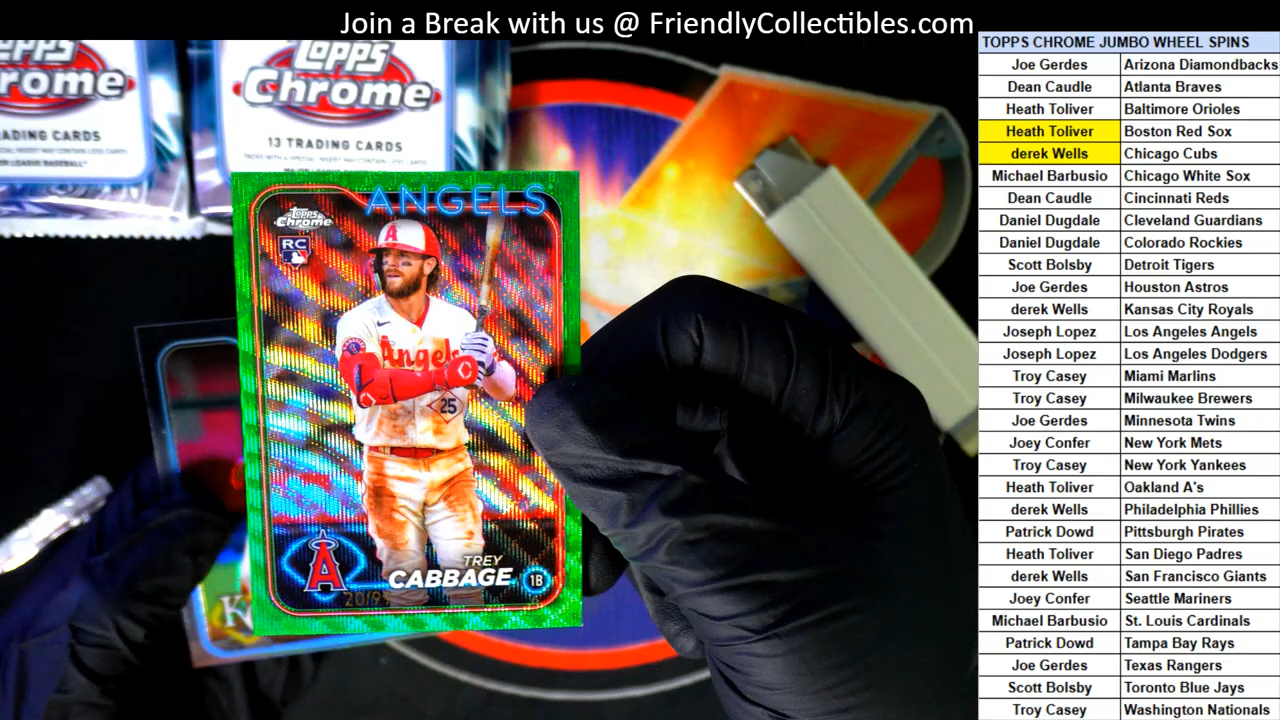 Join a Break with us @ FriendlyCollectibles.com
TOPPS CHROME JUMBO WHEEL SPINS
Joe Gerdes Arizona Diamondbacks
Dean Caudle Atlanta Braves
Heath Toliver Baltimore Orioles
Heath Toliver Boston Red Sox
derek Wells Chicago Cubs
Michael Barbusio Chicago White Sox
Dean Caudle Cincinnati Reds
Daniel Dugdale Cleveland Guardians
Daniel Dugdale Colorado Rockies
Scott Bolsby Detroit Tigers
Joe Gerdes Houston Astros
derek Wells Kansas City Royals
Joseph Lopez Los Angeles Angels
Joseph Lopez Los Angeles Dodgers
Troy Casey Miami Marlins
Troy Casey Milwaukee Brewers
Joe Gerdes Minnesota Twins
Joey Confer New York Mets
Troy Casey New York Yankees
Heath Toliver Oakland A's
derek Wells Philadelphia Phillies
Patrick Dowd Pittsburgh Pirates
Heath Toliver San Diego Padres
derek Wells San Francisco Giants
Joey Confer Seattle Mariners
Michael Barbusio St. Louis Cardinals
Patrick Dowd Tampa Bay Rays
Joe Gerdes Texas Rangers
Scott Bolsby Toronto Blue Jays
Troy Casey Washington Nationals
Topps
Chrome
13 TRADING CARDS
Chrome
TRADING CARDS
ANGELS
Topps
Chrome
RC
A
Angels
25
A
TREY
CABBAGE
1B